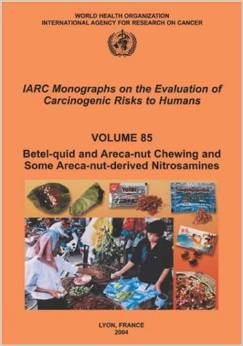 WORLD HEALTH ORGANIZATION
INTERNATIONAL AGENCY FOR RESEARCH ON CANCER
IARC Monographs on the Evaluation of
Carcinogenic Risks to Humans
VOLUME 85
Betel-quid and Areca-nut Chewing and
Some Areca-nut-derived Nitrosamines
LYON, FRANCE
2004